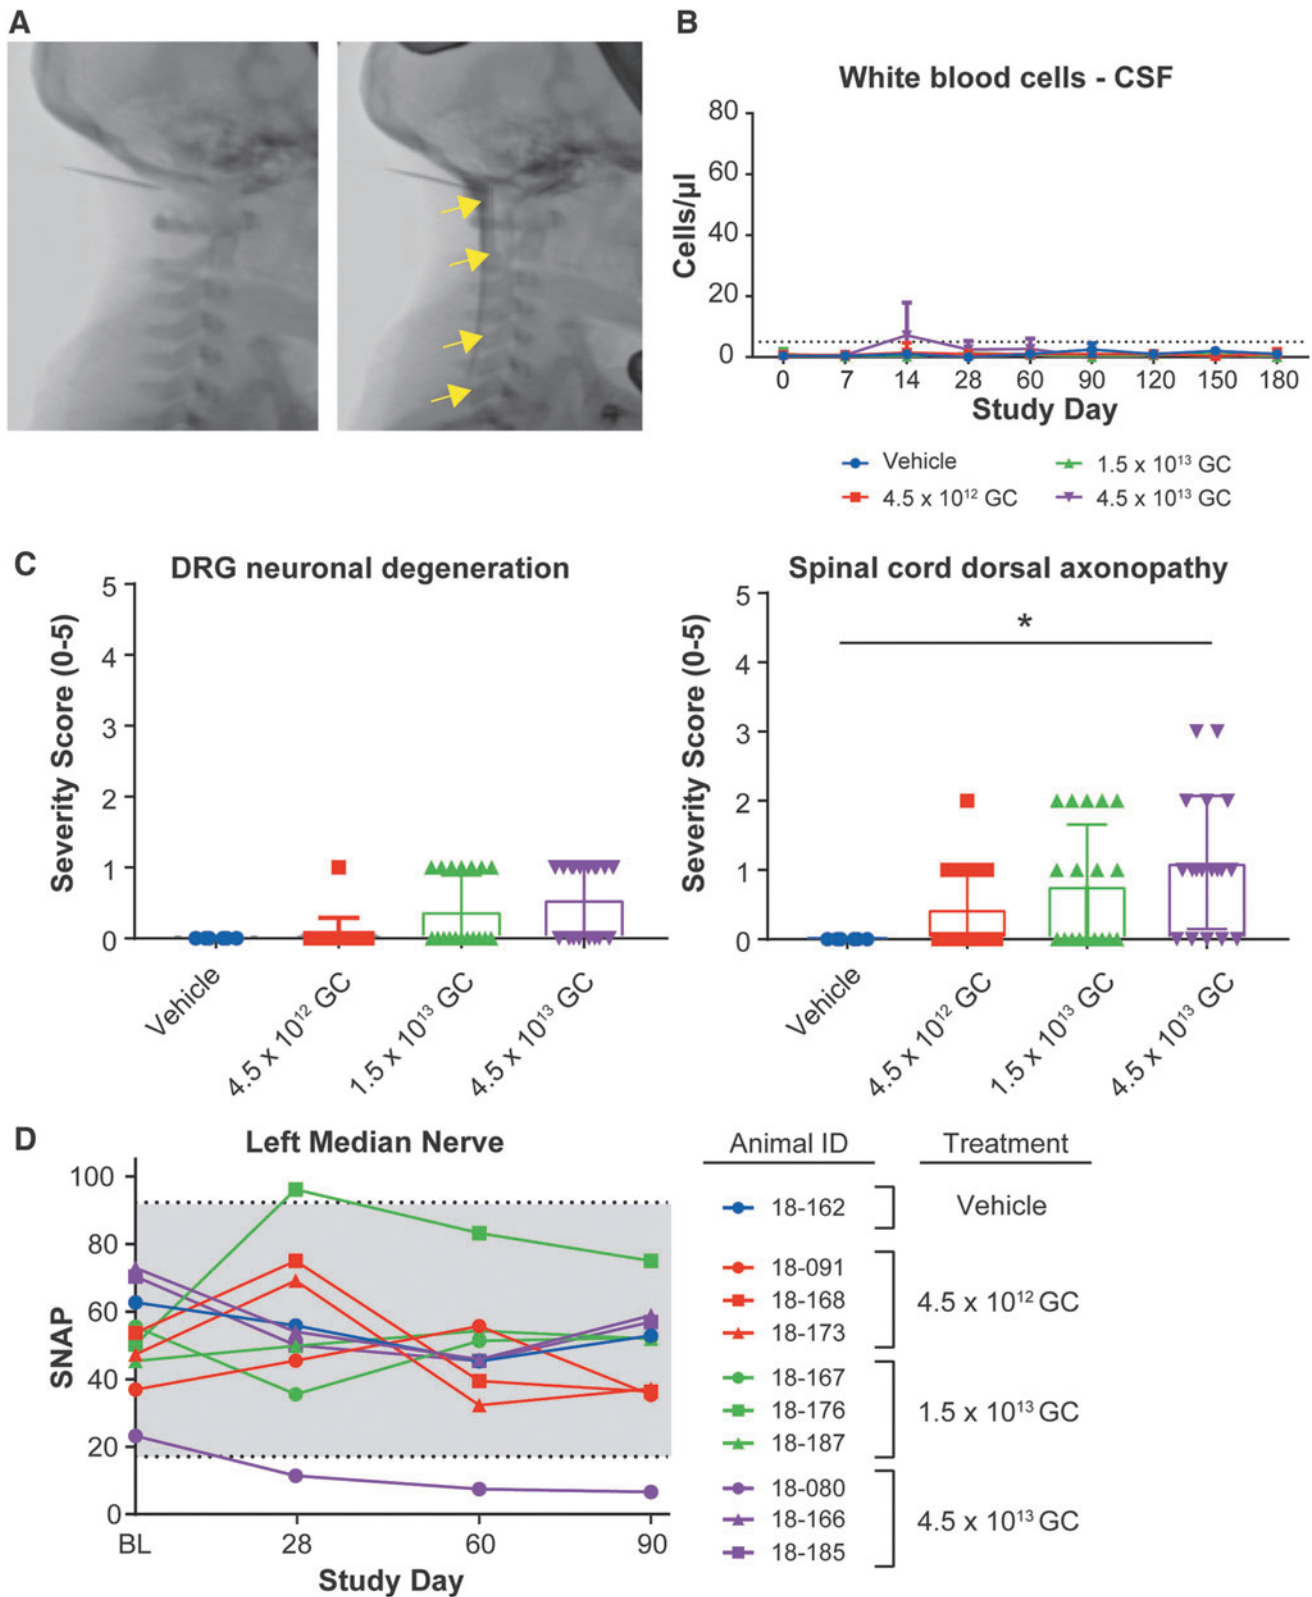 A
B
White blood cells - CSF
Cells/µl
80
60
40
20
0
0 7 14 28 60 90 120 150 180
Study Day
Vehicle
4.5 x 10¹² GC
1.5 x 10¹³ GC
4.5 x 10¹³ GC
C
DRG neuronal degeneration
Severity Score (0-5)
5
4
3
2
1
0
Vehicle
4.5 x 10¹² GC
1.5 x 10¹³ GC
4.5 x 10¹³ GC
Spinal cord dorsal axonopathy
Severity Score (0-5)
5
4
3
2
1
0
*
Vehicle
4.5 x 10¹² GC
1.5 x 10¹³ GC
4.5 x 10¹³ GC
D
Left Median Nerve
SNAP
100
80
60
40
20
0
BL 28 60 90
Study Day
Animal ID Treatment
18-162 Vehicle
18-091
18-168 4.5 x 10¹² GC
18-173
18-167
18-176 1.5 x 10¹³ GC
18-187
18-080
18-166 4.5 x 10¹³ GC
18-185